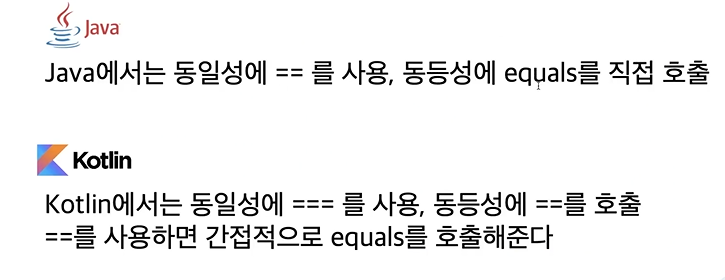 Java
Java에서는 동일성에 == 를 사용, 동등성에 equals를 직접 호출
Kotlin
Kotlin에서는 동일성에 === 를 사용, 동등성에 ==를 호출
==를 사용하면 간접적으로 equals를 호출해준다